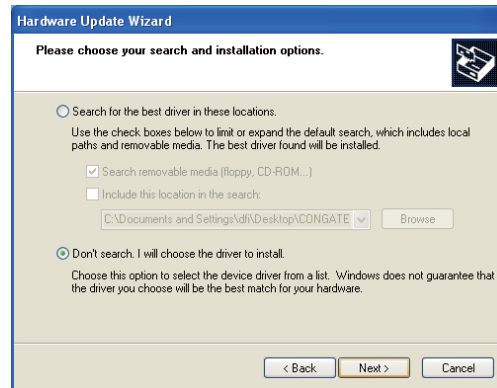 Hardware Update Wizard
Please choose your search and installation options.
Search for the best driver in these locations.
Use the check boxes below to limit or expand the default search, which includes local
paths and removable media. The best driver found will be installed.
Search removable media (floppy, CD-ROM...)
Include this location in the search:
C:\Documents and Settings\dfi\Desktop\CONGATE
Browse
Don't search. I will choose the driver to install.
Choose this option to select the device driver from a list. Windows does not guarantee that
the driver you choose will be the best match for your hardware.
< Back
Next >
Cancel